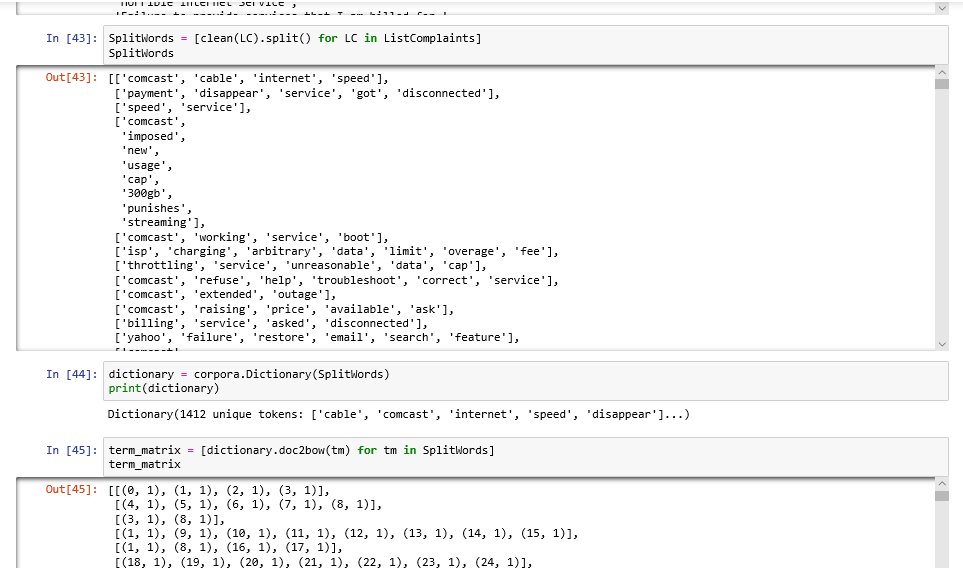 In [43]: SplitWords = [clean(LC).split() for LC in ListComplaints]
SplitWords
Out[43]: [['comcast', 'cable', 'internet', 'speed'],
['payment', 'disappear', 'service', 'got', 'disconnected'],
['speed', 'service'],
['comcast',
'imposed',
'new',
'usage',
'cap',
'300gb',
'punishes',
'streaming'],
['comcast', 'working', 'service', 'boot'],
['isp', 'charging', 'arbitrary', 'data', 'limit', 'overage', 'fee'],
['throttling', 'service', 'unreasonable', 'data', 'cap'],
['comcast', 'refuse', 'help', 'troubleshoot', 'correct', 'service'],
['comcast', 'extended', 'outage'],
['comcast', 'raising', 'price', 'available', 'ask'],
['billing', 'service', 'asked', 'disconnected'],
['yahoo', 'failure', 'restore', 'email', 'search', 'feature'],
In [44]: dictionary = corpora.Dictionary(SplitWords)
print(dictionary)
Dictionary(1412 unique tokens: ['cable', 'comcast', 'internet', 'speed', 'disappear']...)
In [45]: term_matrix = [dictionary.doc2bow(tm) for tm in SplitWords]
term_matrix
Out[45]: [[(0, 1), (1, 1), (2, 1), (3, 1)],
[(4, 1), (5, 1), (6, 1), (7, 1), (8, 1)],
[(3, 1), (8, 1)],
[(1, 1), (9, 1), (10, 1), (11, 1), (12, 1), (13, 1), (14, 1), (15, 1)],
[(1, 1), (8, 1), (16, 1), (17, 1)],
[(18, 1), (19, 1), (20, 1), (21, 1), (22, 1), (23, 1), (24, 1)],